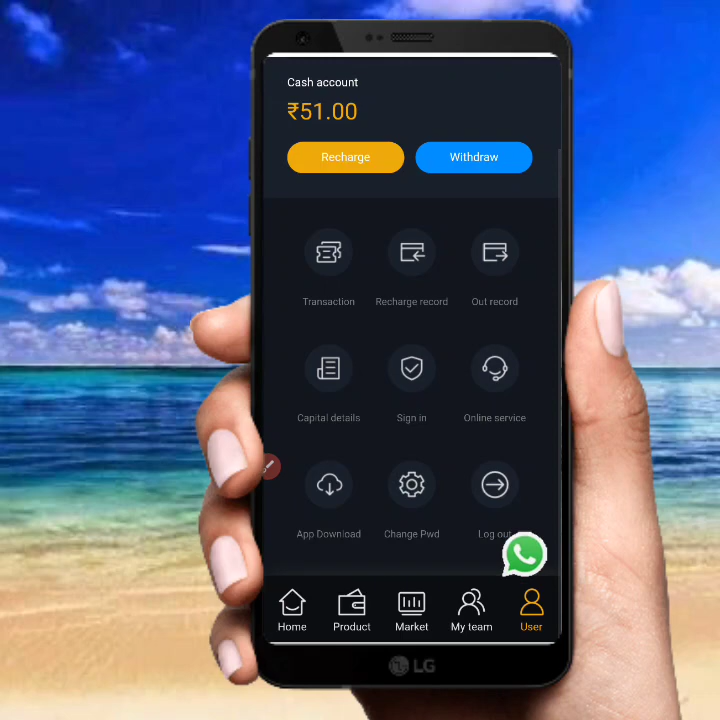 Cash account
₹51.00
Recharge
Withdraw
Transaction
Recharge record
Out record
Capital details
Sign in
Online service
App Download
Change Pwd
Log out
Home
Product
Market
My team
User
LG